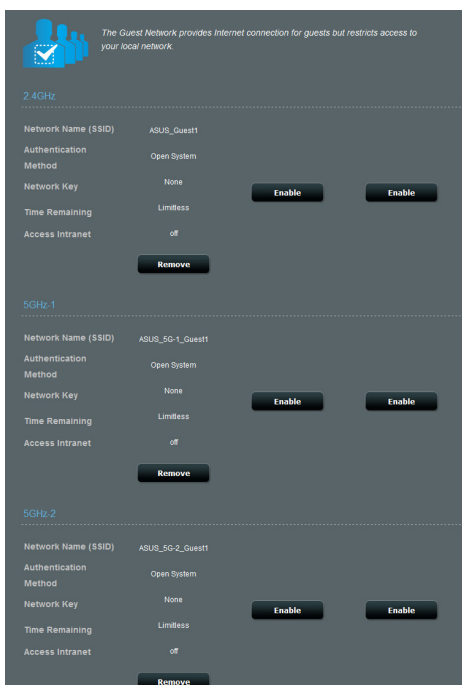 The Guest Network provides Internet connection for guests but restricts access to
your local network.
2.4GHz
Network Name (SSID) ASUS_Guest1
Authentication
Method Open System
Network Key None Enable Enable
Time Remaining Limitless
Access Intranet off
Remove
5GHz-1
Network Name (SSID) ASUS_5G-1_Guest1
Authentication
Method Open System
Network Key None Enable Enable
Time Remaining Limitless
Access Intranet off
Remove
5GHz-2
Network Name (SSID) ASUS_5G-2_Guest1
Authentication
Method Open System
Network Key None Enable Enable
Time Remaining Limitless
Access Intranet off
Remove